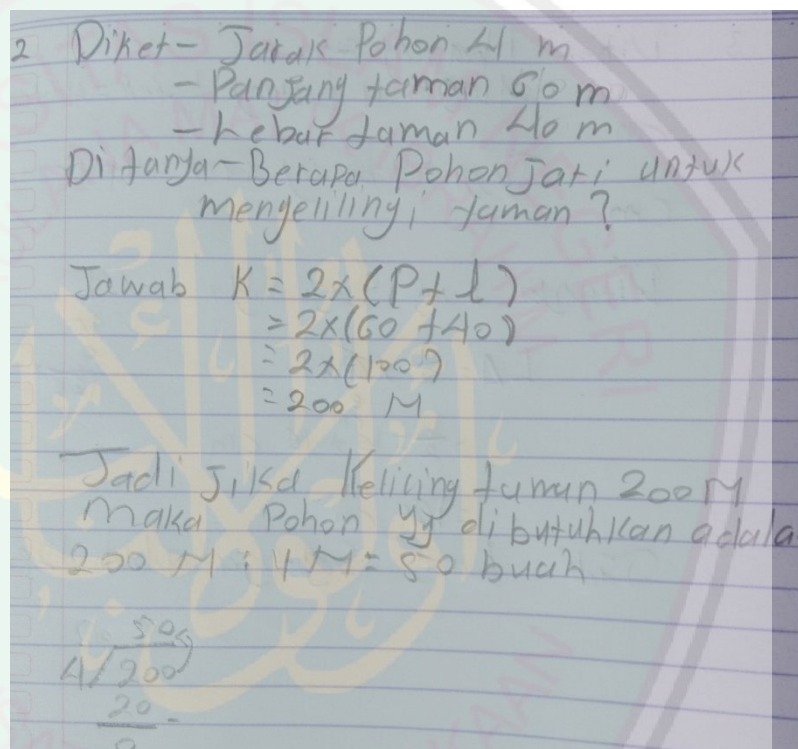 2 Diket - Jarak Pohon 4 m
- Panjang taman 60 m
- Lebar taman 40 m
Ditanya - Berapa Pohon jati untuk
mengelilingi taman?
Jawab K = 2x(P+l)
= 2x(60+40)
= 2x(100)
= 200 M
Jadi jika Keliling taman 200 M
maka Pohon yg dibutuhkan adala
200 M : 4 M = 50 buah
50
4/200
20 -
0